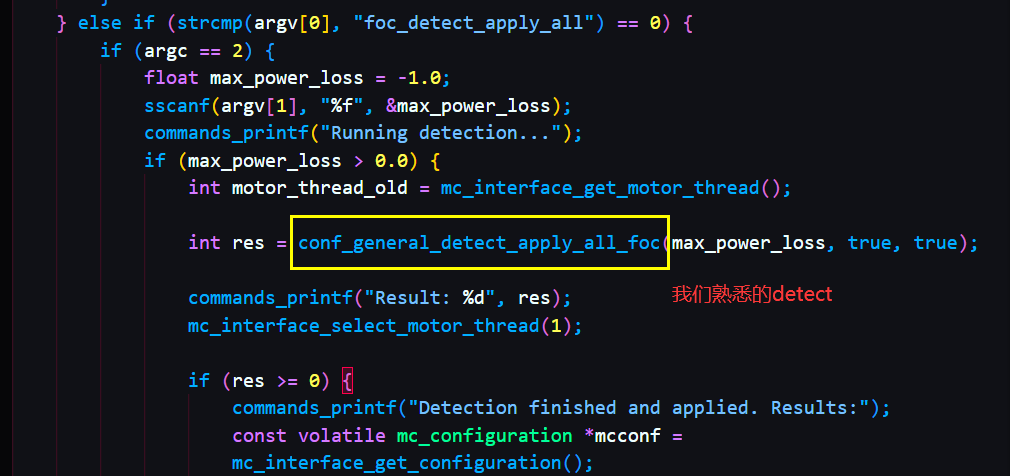 }
} else if (strcmp(argv[0], "foc_detect_apply_all") == 0) {
if (argc == 2) {
float max_power_loss = -1.0;
sscanf(argv[1], "%f", &max_power_loss);
commands_printf("Running detection...");
if (max_power_loss > 0.0) {
int motor_thread_old = mc_interface_get_motor_thread();
int res = conf_general_detect_apply_all_foc(max_power_loss, true, true);
commands_printf("Result: %d", res);
我们熟悉的detect
mc_interface_select_motor_thread(1);
if (res >= 0) {
commands_printf("Detection finished and applied. Results:");
const volatile mc_configuration *mcconf =
mc_interface_get_configuration();